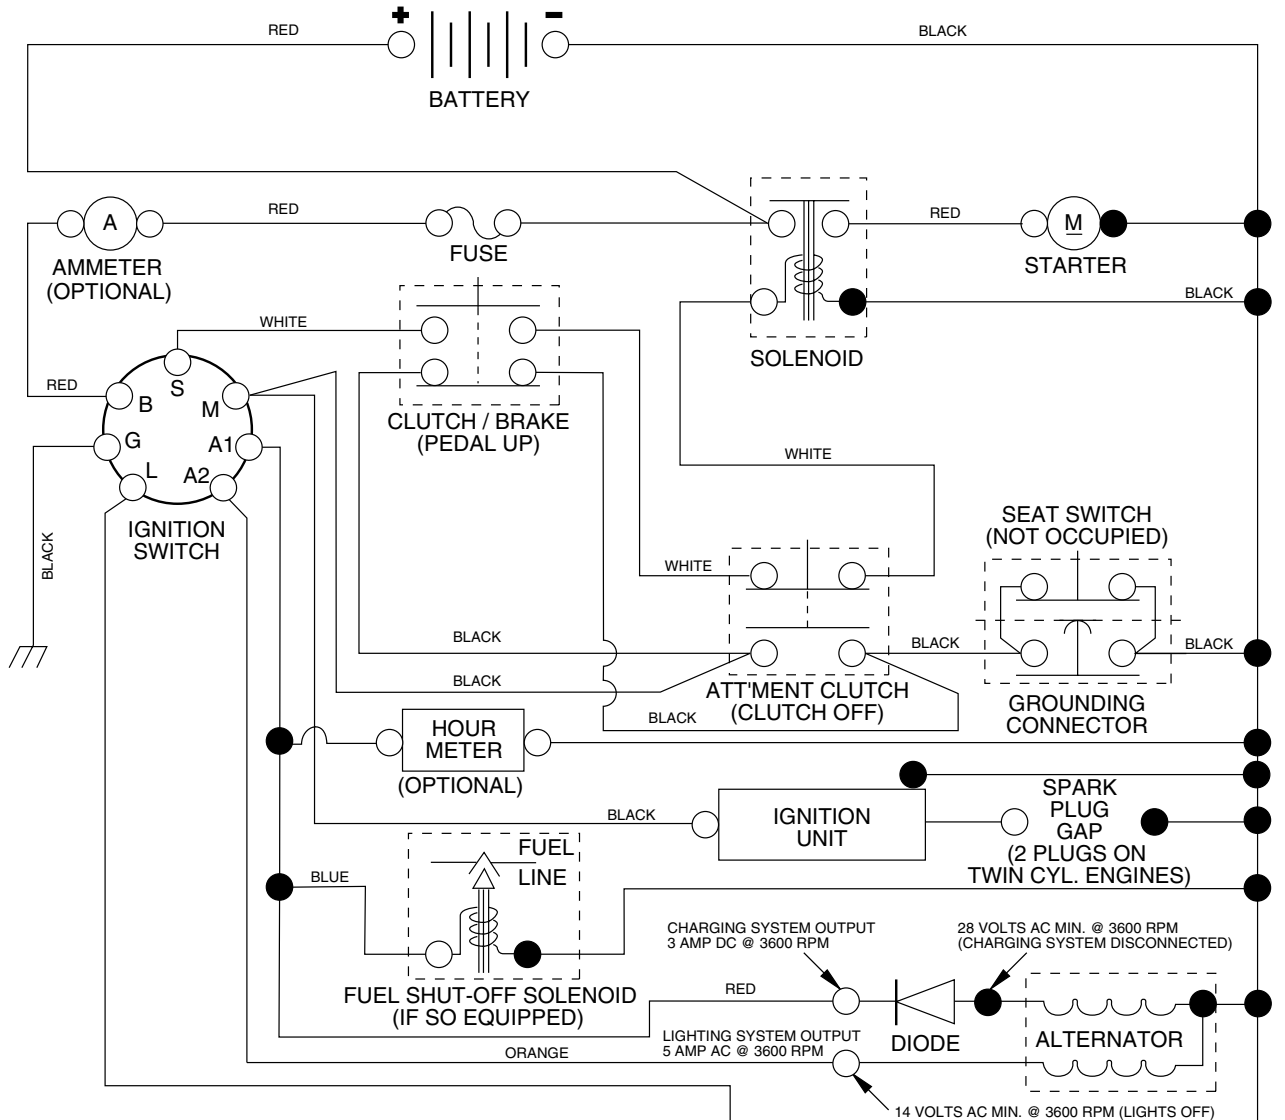 +
−
RED
BLACK
BATTERY
RED
RED
A
M
FUSE
STARTER
AMMETER
(OPTIONAL)
BLACK
WHITE
SOLENOID
RED
S
B
M
CLUTCH / BRAKE
(PEDAL UP)
G
A1
L
A2
WHITE
IGNITION
SWITCH
BLACK
SEAT SWITCH
(NOT OCCUPIED)
WHITE
BLACK
BLACK
BLACK
BLACK
ATT'MENT CLUTCH
(CLUTCH OFF)
GROUNDING
CONNECTOR
BLACK
HOUR
METER
(OPTIONAL)
BLACK
IGNITION
UNIT
SPARK
PLUG
GAP
(2 PLUGS ON
TWIN CYL. ENGINES)
FUEL
LINE
BLUE
CHARGING SYSTEM OUTPUT
3 AMP DC @ 3600 RPM
28 VOLTS AC MIN. @ 3600 RPM
(CHARGING SYSTEM DISCONNECTED)
FUEL SHUT-OFF SOLENOID
(IF SO EQUIPPED)
RED
DIODE
ALTERNATOR
LIGHTING SYSTEM OUTPUT
5 AMP AC @ 3600 RPM
ORANGE
14 VOLTS AC MIN. @ 3600 RPM (LIGHTS OFF)